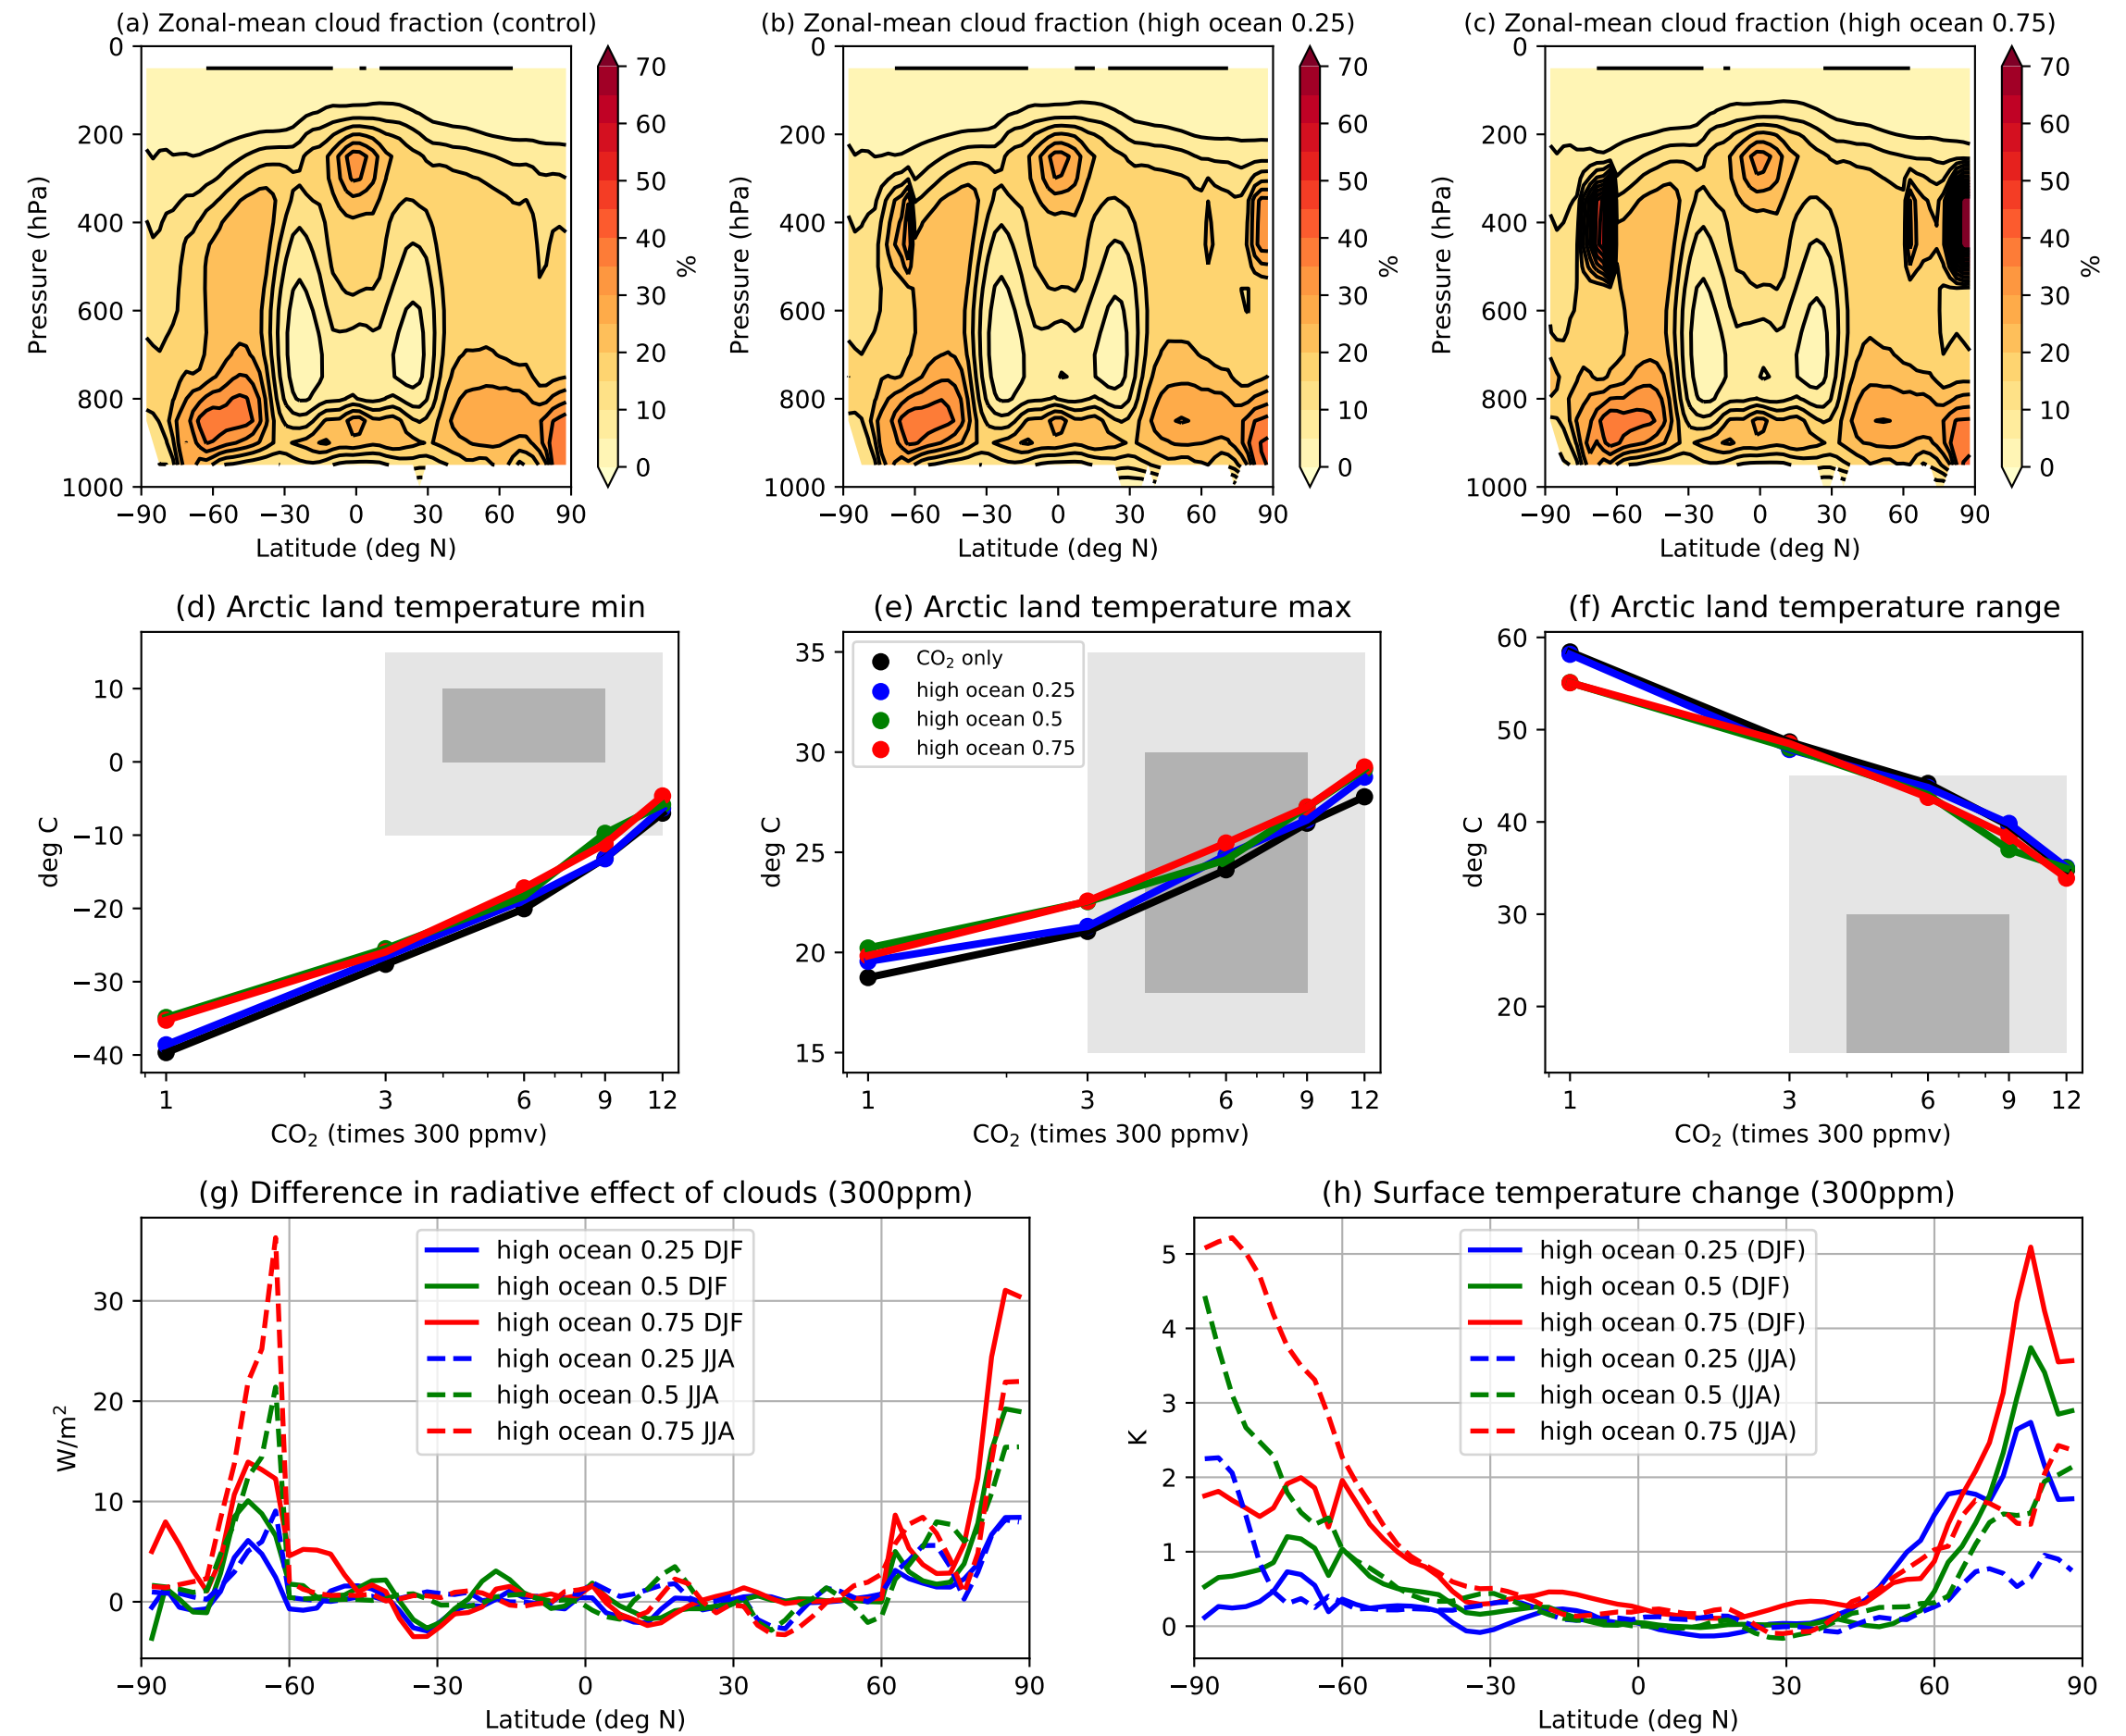 (a) Zonal-mean cloud fraction (control)
(b) Zonal-mean cloud fraction (high ocean 0.25)
(c) Zonal-mean cloud fraction (high ocean 0.75)
0
200
400
600
800
1000
Pressure (hPa)
−90 −60 −30 0 30 60 90
Latitude (deg N)
70
60
50
40
30
20
10
0
%
0
200
400
600
800
1000
Pressure (hPa)
−90 −60 −30 0 30 60 90
Latitude (deg N)
70
60
50
40
30
20
10
0
%
0
200
400
600
800
1000
Pressure (hPa)
−90 −60 −30 0 30 60 90
Latitude (deg N)
70
60
50
40
30
20
10
0
%
(d) Arctic land temperature min
10
0
−10
−20
−30
−40
deg C
1 3 6 9 12
CO₂ (times 300 ppmv)
(e) Arctic land temperature max
35
30
25
20
15
deg C
CO₂ only
high ocean 0.25
high ocean 0.5
high ocean 0.75
1 3 6 9 12
CO₂ (times 300 ppmv)
(f) Arctic land temperature range
60
50
40
30
20
deg C
1 3 6 9 12
CO₂ (times 300 ppmv)
(g) Difference in radiative effect of clouds (300ppm)
30
20
10
0
W/m²
high ocean 0.25 DJF
high ocean 0.5 DJF
high ocean 0.75 DJF
high ocean 0.25 JJA
high ocean 0.5 JJA
high ocean 0.75 JJA
−90 −60 −30 0 30 60 90
Latitude (deg N)
(h) Surface temperature change (300ppm)
5
4
3
2
1
0
K
high ocean 0.25 (DJF)
high ocean 0.5 (DJF)
high ocean 0.75 (DJF)
high ocean 0.25 (JJA)
high ocean 0.5 (JJA)
high ocean 0.75 (JJA)
−90 −60 −30 0 30 60 90
Latitude (deg N)